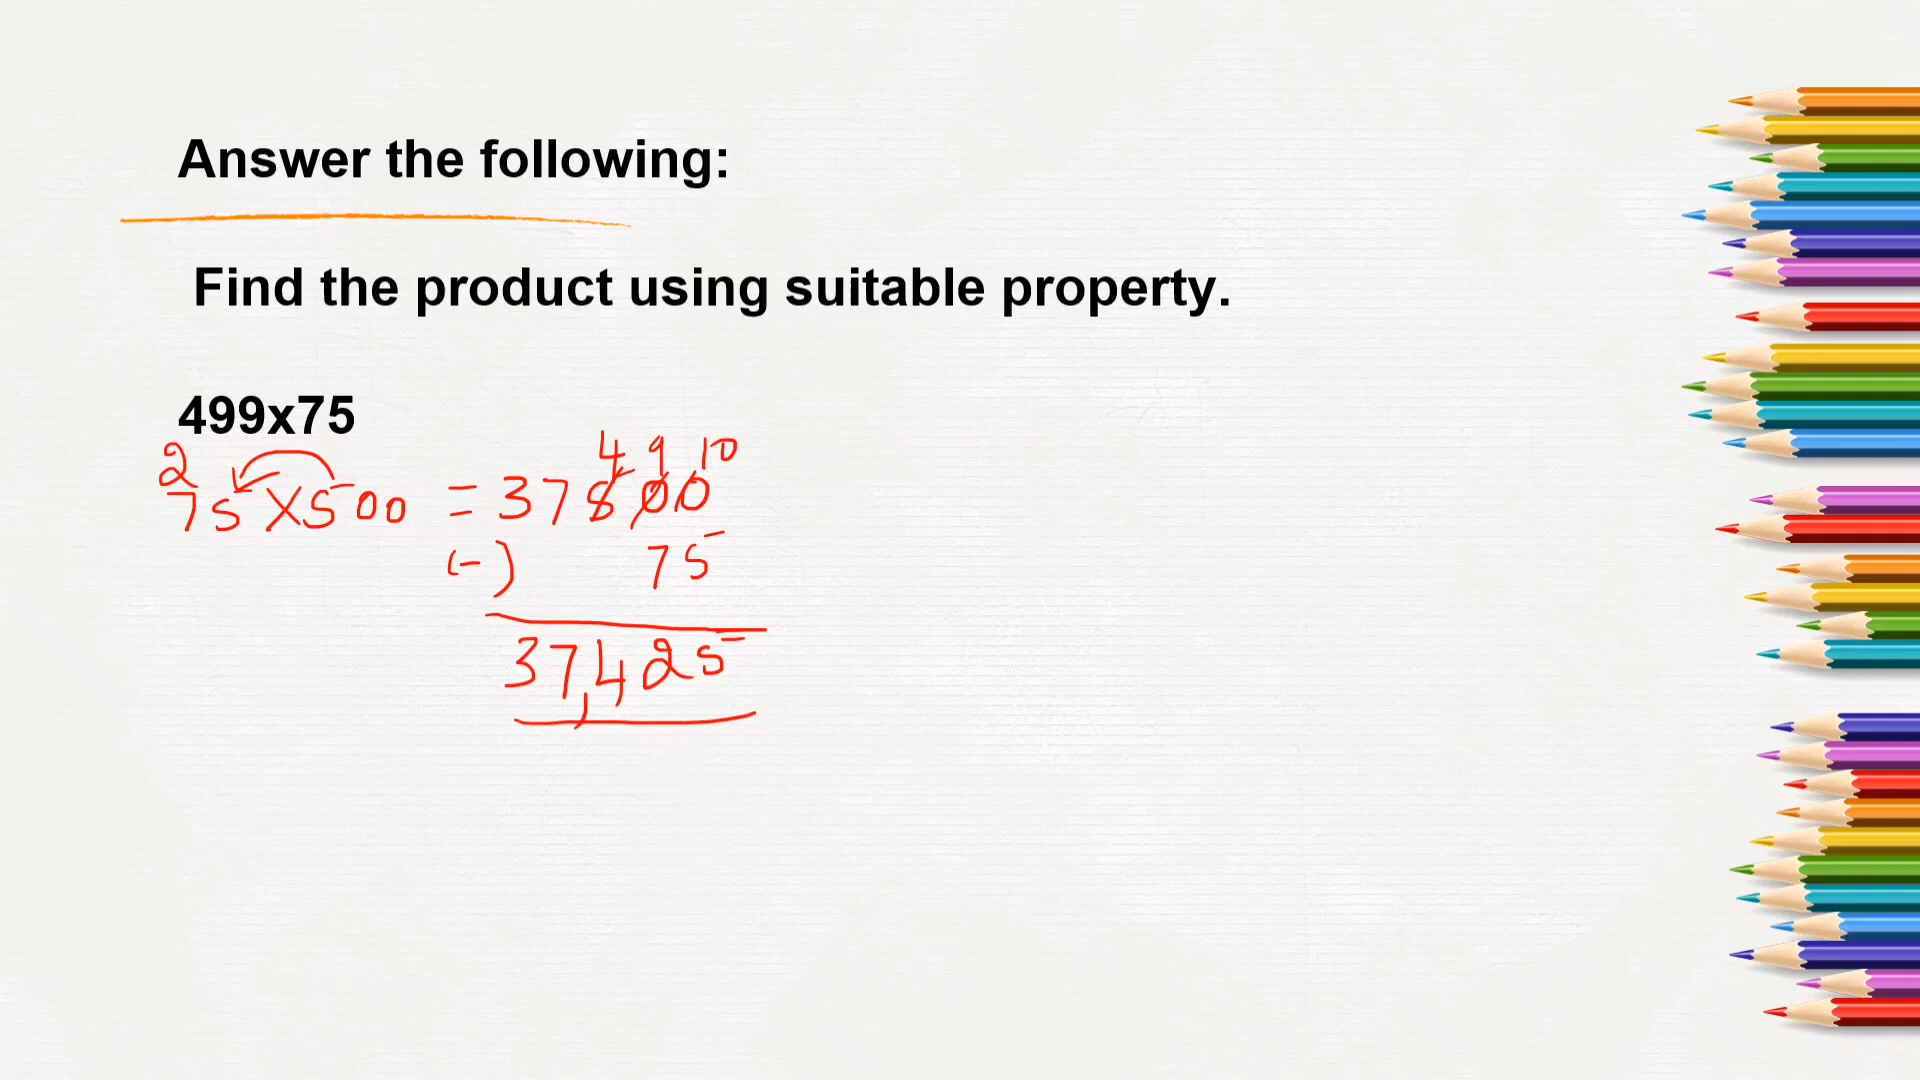 Answer the following:
Find the product using suitable property.
499x75
2 4 9 10
75 X 500 = 37500
(-) 75
37,425